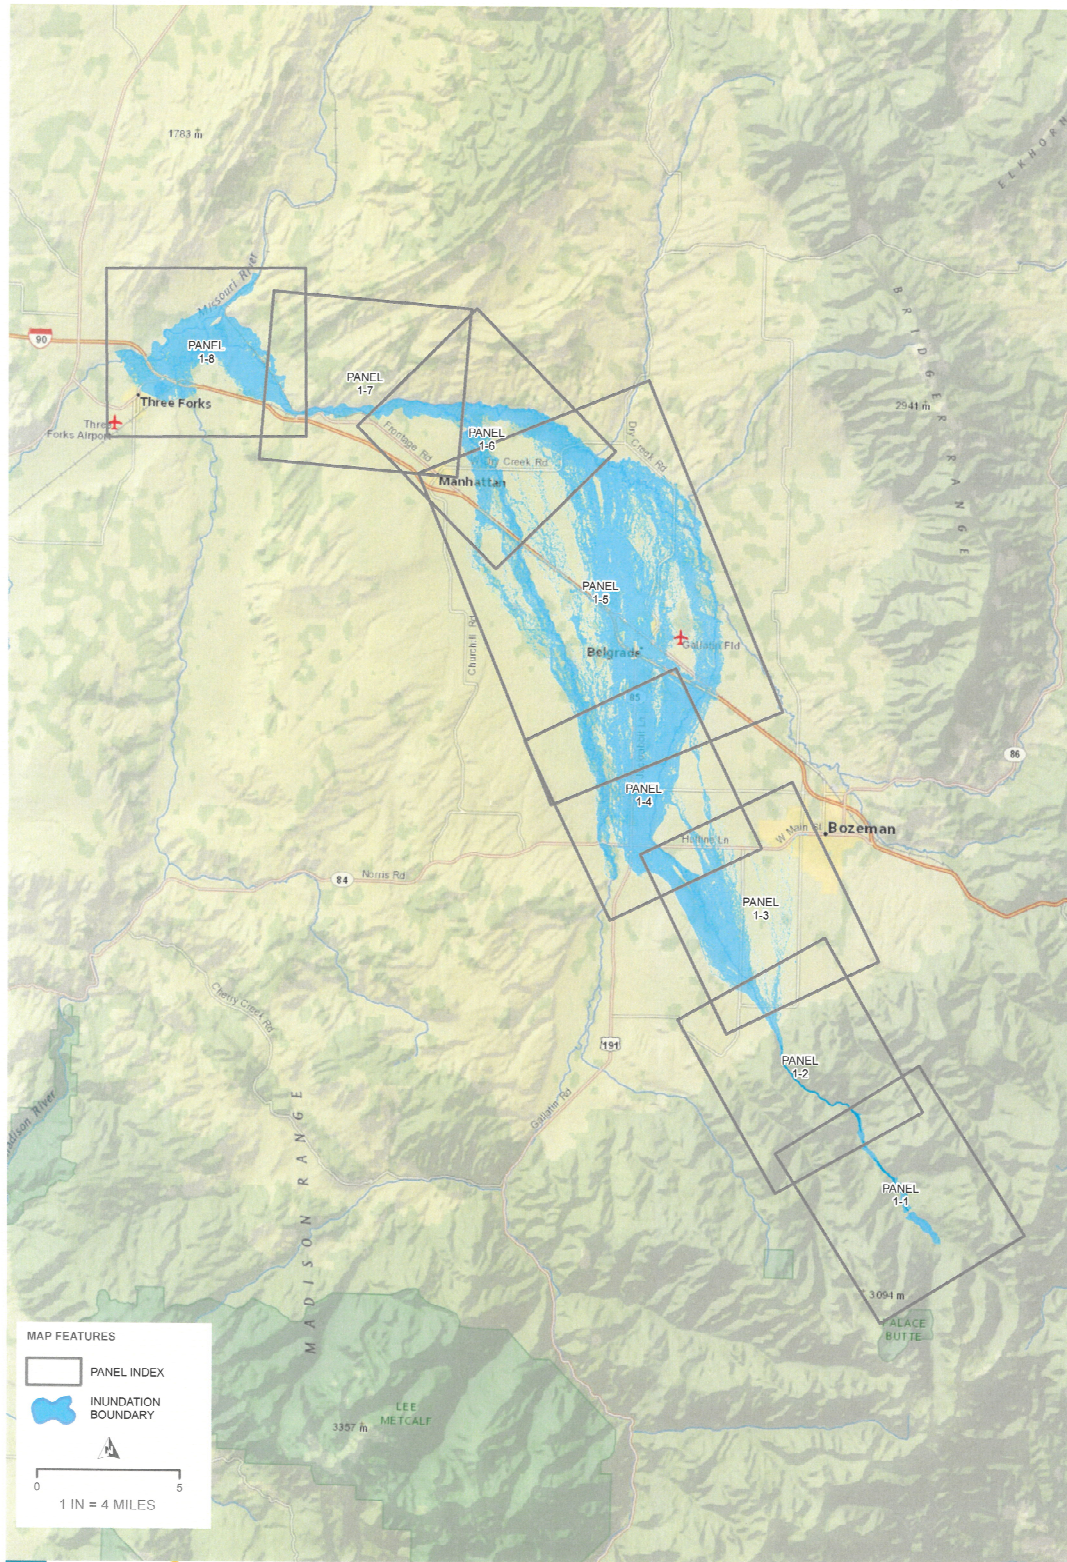 1783 m
ELKHORN
Missouri River
BRIDGER RANGE
90
PANEL
1-8
PANEL
1-7
2941 m
Three Forks
Three
Forks Airport
Frontage Rd
Dry Creek Rd
PANEL
1-6
Dry Creek Rd
Manhattan
PANEL
1-5
Churchill Rd
Belgrade
Gallatin Fld
85
86
PANEL
1-4
Hulbut Ln
W Main St
Bozeman
84
Norris Rd
PANEL
1-3
Cherry Creek Rd
191
Gallatin Rd
PANEL
1-2
Madison River
MADISON RANGE
PANEL
1-1
3094 m
PALACE
BUTTE
MAP FEATURES
PANEL INDEX
INUNDATION
BOUNDARY
N
0 5
1 IN = 4 MILES
LEE
METCALF
3357 m